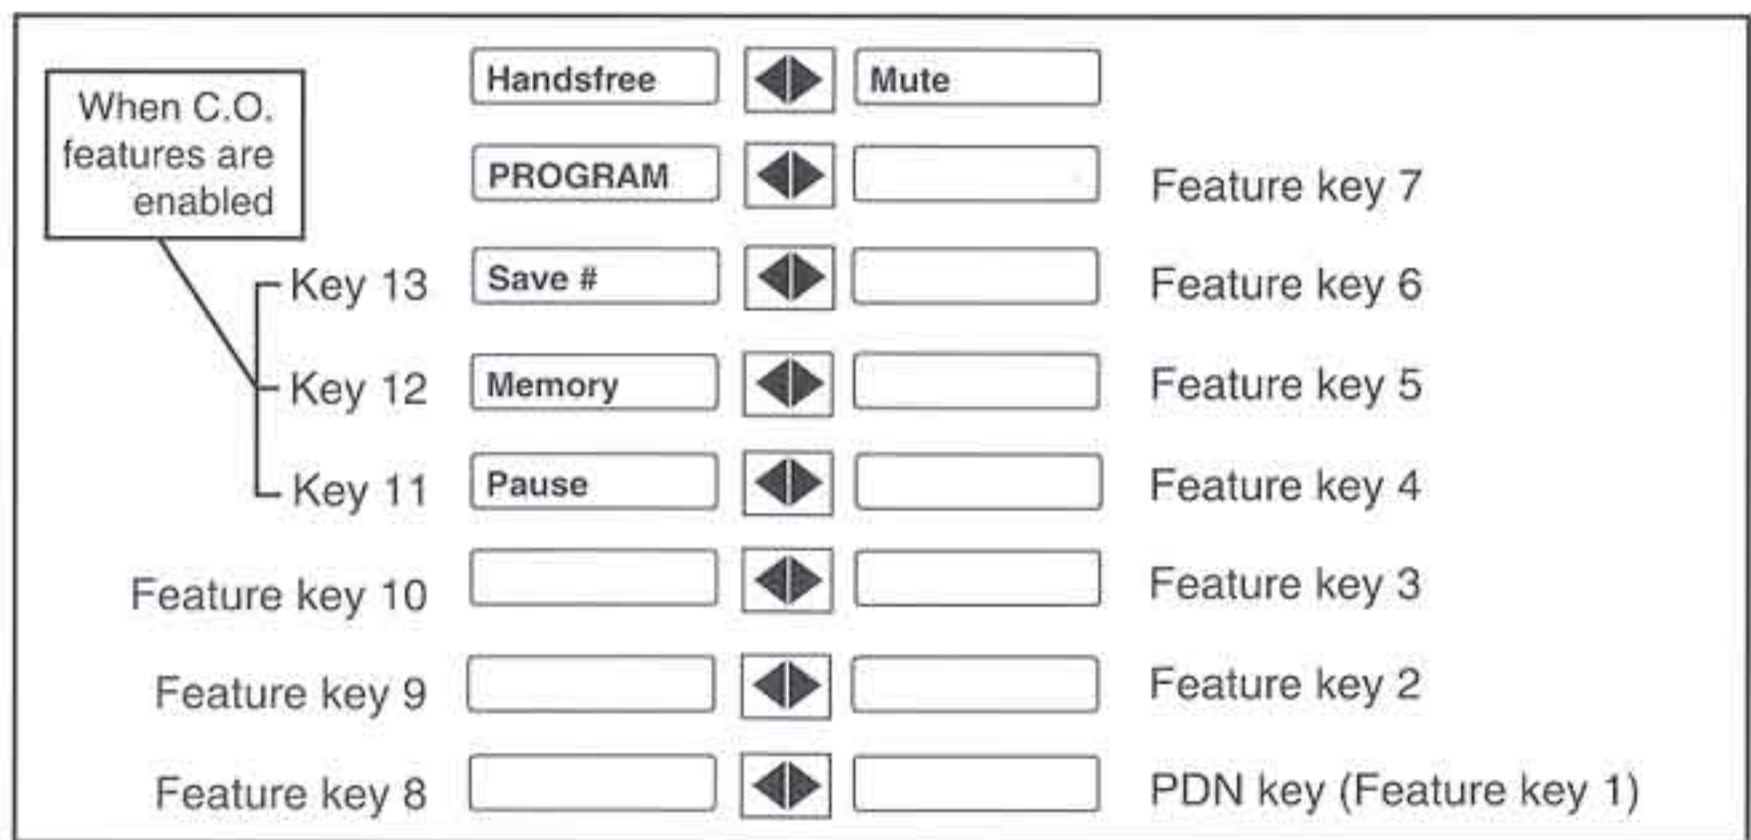 Handsfree Mute
When C.O.
features are
enabled
PROGRAM Feature key 7
Key 13 Save # Feature key 6
Key 12 Memory Feature key 5
Key 11 Pause Feature key 4
Feature key 10 Feature key 3
Feature key 9 Feature key 2
Feature key 8 PDN key (Feature key 1)